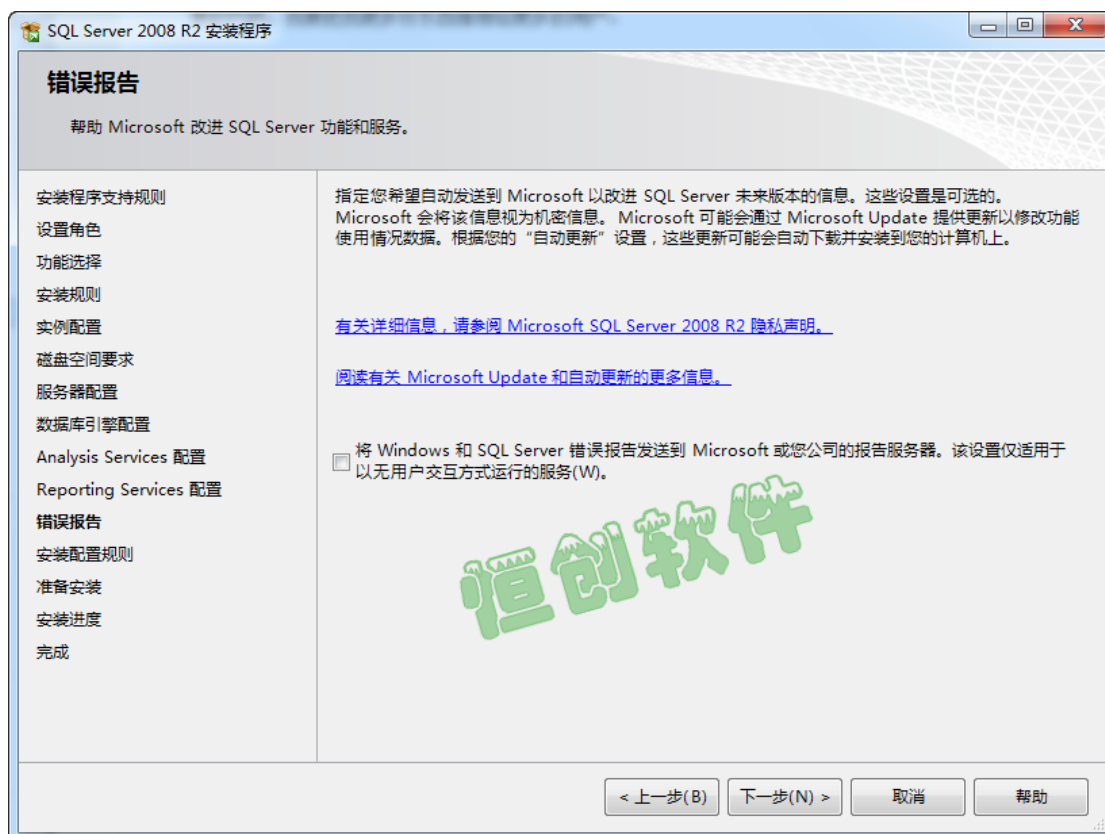 SQL Server 2008 R2 安装程序
错误报告
帮助 Microsoft 改进 SQL Server 功能和服务。
安装程序支持规则
设置角色
功能选择
安装规则
实例配置
磁盘空间要求
服务器配置
数据库引擎配置
Analysis Services 配置
Reporting Services 配置
错误报告
安装配置规则
准备安装
安装进度
完成
指定您希望自动发送到 Microsoft 以改进 SQL Server 未来版本的信息。这些设置是可选的。
Microsoft 会将该信息视为机密信息。 Microsoft 可能会通过 Microsoft Update 提供更新以修改功能
使用情况数据。根据您的“自动更新”设置，这些更新可能会自动下载并安装到您的计算机上。
有关详细信息，请参阅 Microsoft SQL Server 2008 R2 隐私声明。
阅读有关 Microsoft Update 和自动更新的更多信息。
将 Windows 和 SQL Server 错误报告发送到 Microsoft 或您公司的报告服务器。该设置仅适用于
以无用户交互方式运行的服务(W)。
恒创软件
< 上一步(B)
下一步(N) >
取消
帮助